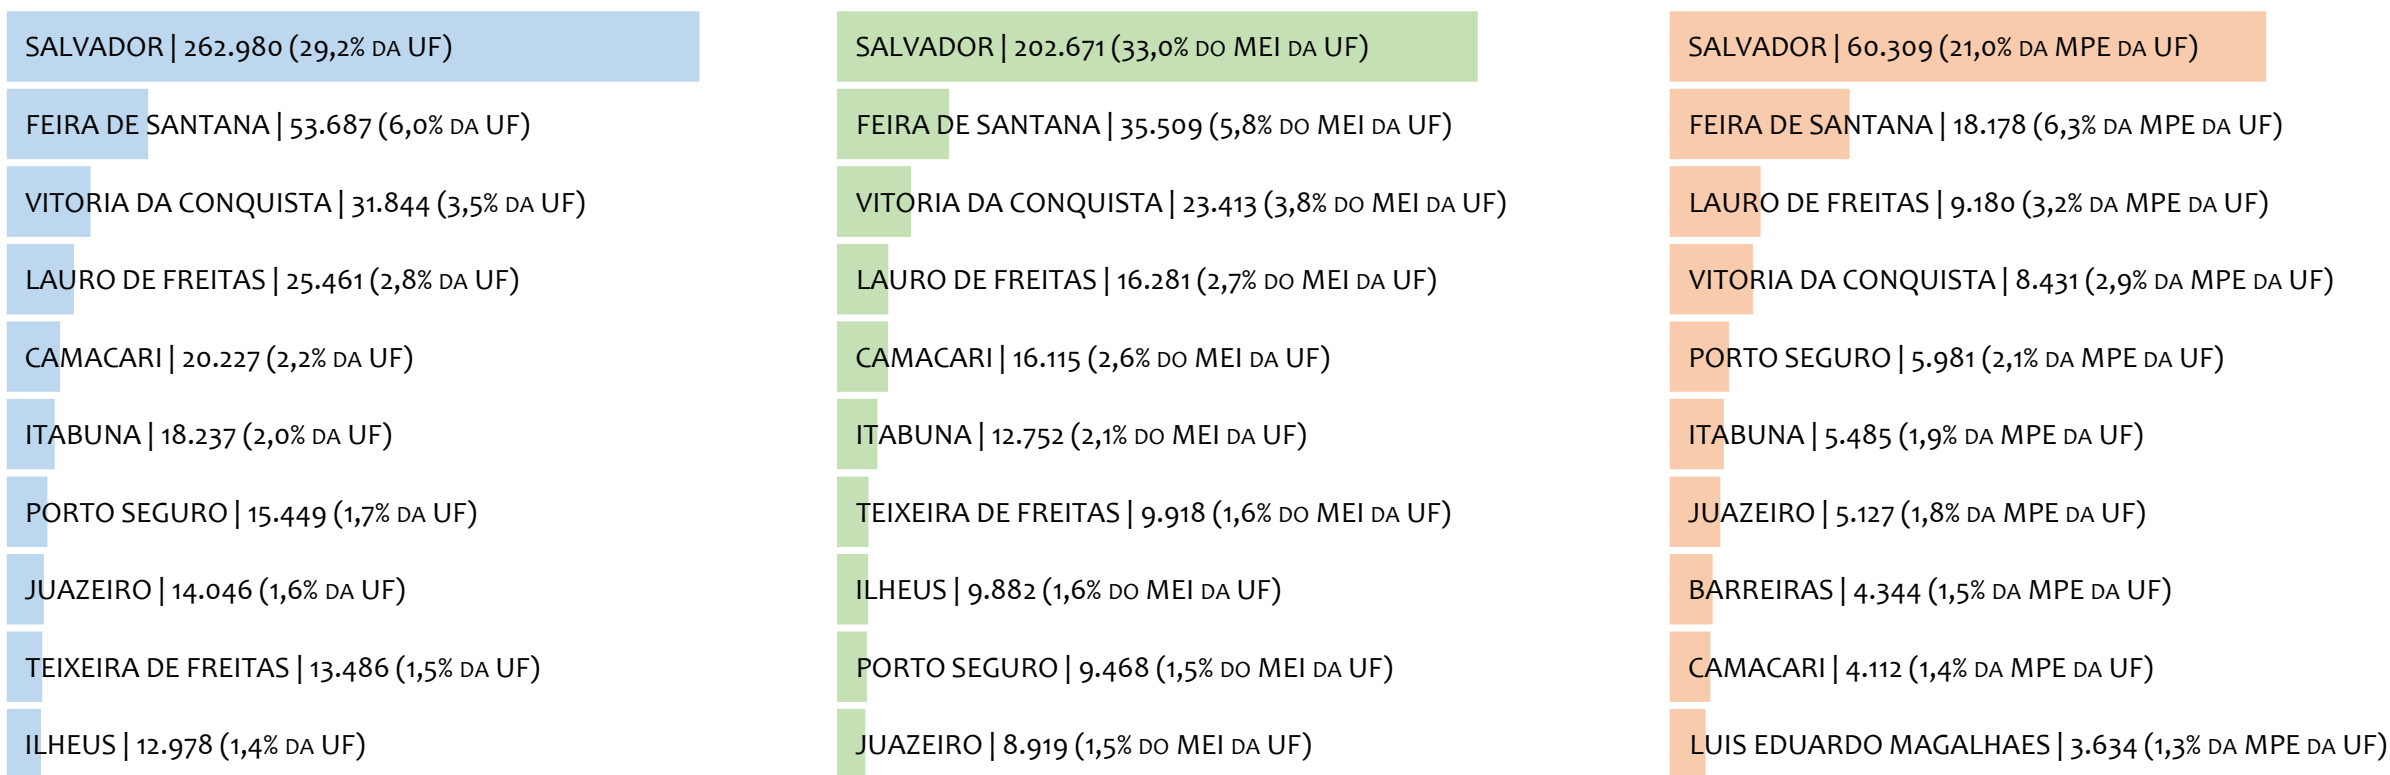 SALVADOR | 262.980 (29,2% DA UF)
FEIRA DE SANTANA | 53.687 (6,0% DA UF)
VITORIA DA CONQUISTA | 31.844 (3,5% DA UF)
LAURO DE FREITAS | 25.461 (2,8% DA UF)
CAMACARI | 20.227 (2,2% DA UF)
ITABUNA | 18.237 (2,0% DA UF)
PORTO SEGURO | 15.449 (1,7% DA UF)
JUAZEIRO | 14.046 (1,6% DA UF)
TEIXEIRA DE FREITAS | 13.486 (1,5% DA UF)
ILHEUS | 12.978 (1,4% DA UF)
SALVADOR | 202.671 (33,0% DO MEI DA UF)
FEIRA DE SANTANA | 35.509 (5,8% DO MEI DA UF)
VITORIA DA CONQUISTA | 23.413 (3,8% DO MEI DA UF)
LAURO DE FREITAS | 16.281 (2,7% DO MEI DA UF)
CAMACARI | 16.115 (2,6% DO MEI DA UF)
ITABUNA | 12.752 (2,1% DO MEI DA UF)
TEIXEIRA DE FREITAS | 9.918 (1,6% DO MEI DA UF)
ILHEUS | 9.882 (1,6% DO MEI DA UF)
PORTO SEGURO | 9.468 (1,5% DO MEI DA UF)
JUAZEIRO | 8.919 (1,5% DO MEI DA UF)
SALVADOR | 60.309 (21,0% DA MPE DA UF)
FEIRA DE SANTANA | 18.178 (6,3% DA MPE DA UF)
LAURO DE FREITAS | 9.180 (3,2% DA MPE DA UF)
VITORIA DA CONQUISTA | 8.431 (2,9% DA MPE DA UF)
PORTO SEGURO | 5.981 (2,1% DA MPE DA UF)
ITABUNA | 5.485 (1,9% DA MPE DA UF)
JUAZEIRO | 5.127 (1,8% DA MPE DA UF)
BARREIRAS | 4.344 (1,5% DA MPE DA UF)
CAMACARI | 4.112 (1,4% DA MPE DA UF)
LUIS EDUARDO MAGALHAES | 3.634 (1,3% DA MPE DA UF)